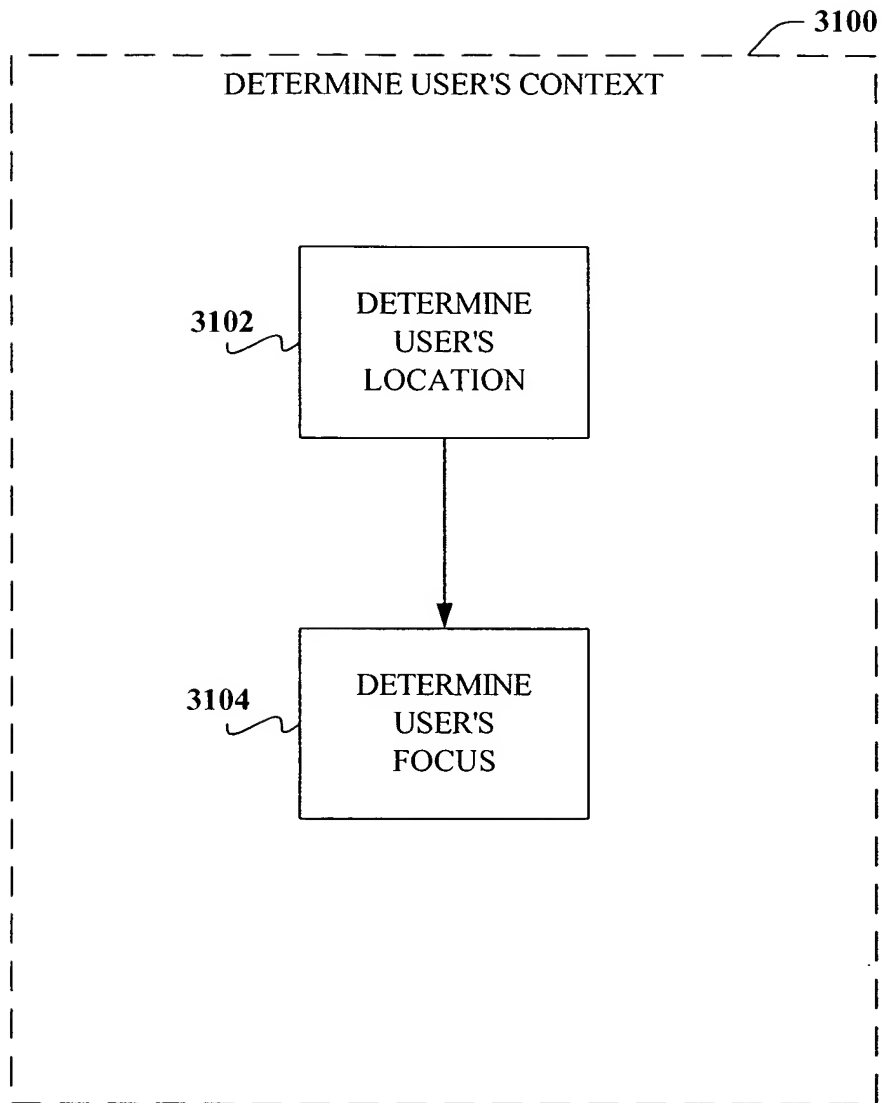 3100
DETERMINE USER'S CONTEXT
3102
DETERMINE
USER'S
LOCATION
3104
DETERMINE
USER'S
FOCUS